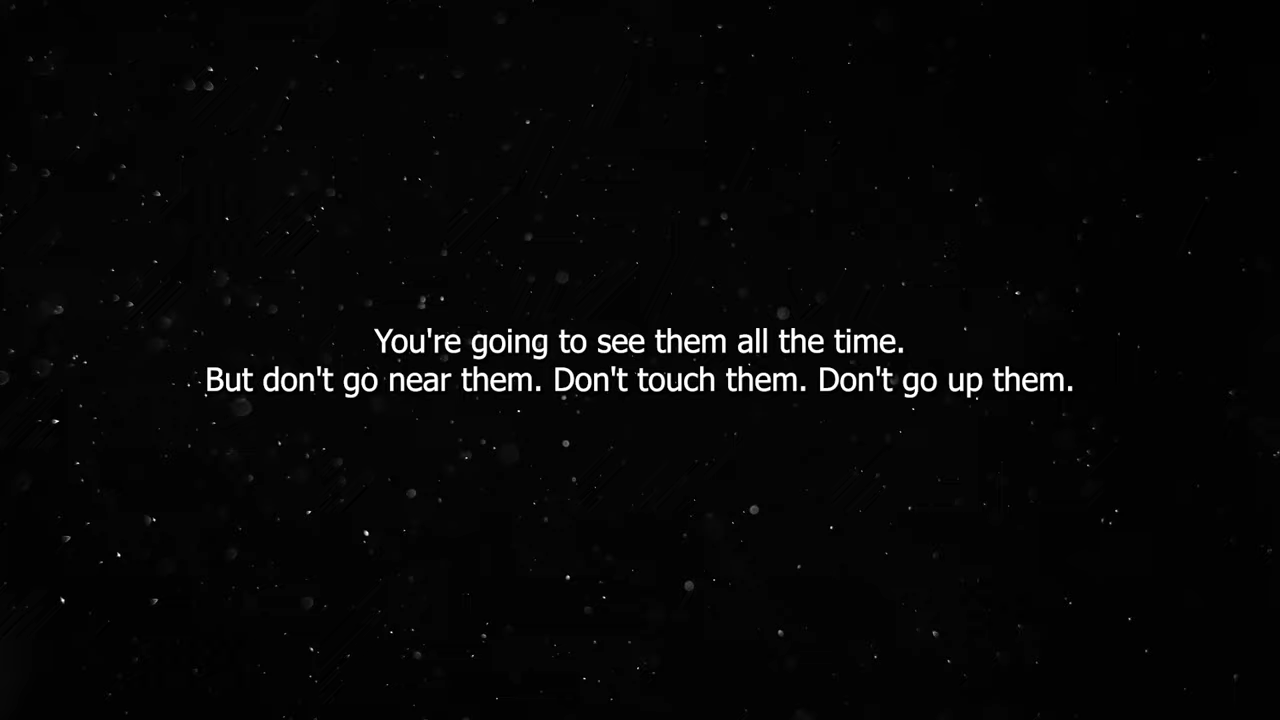 You're going to see them all the time.
But don't go near them. Don't touch them. Don't go up them.